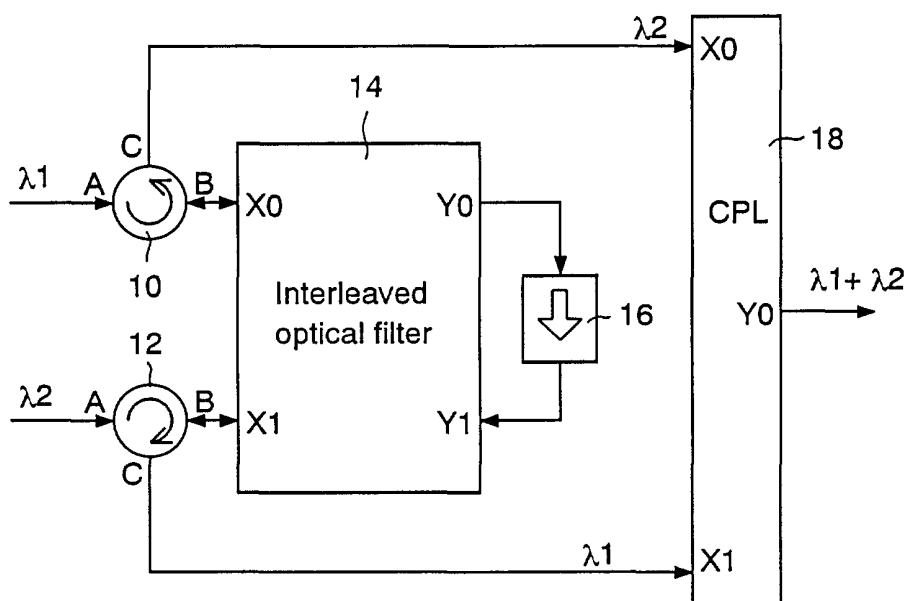 λ2
X0
14
18
C
λ1
A
B
X0
Y0
CPL
10
Interleaved
optical filter
16
λ1+ λ2
Y0
12
λ2
A
B
X1
Y1
C
λ1
X1